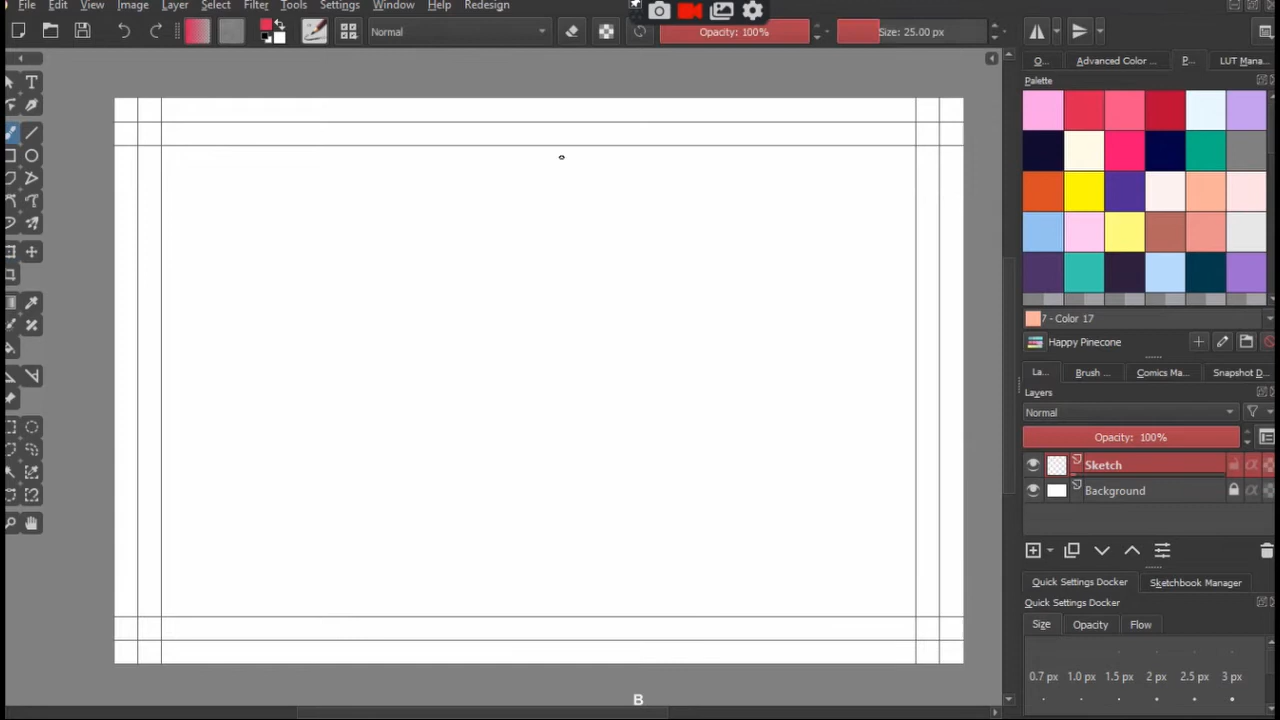 File Edit View Image Layer Select Filter Tools Settings Window Help Redesign
Normal Opacity: 100% Size: 25.00 px
O... Advanced Color ... P... LUT Mana...
Palette
7 - Color 17
Happy Pinecone
La... Brush ... Comics Ma... Snapshot D...
Layers
Normal
Opacity: 100%
Sketch
Background
Quick Settings Docker Sketchbook Manager
Quick Settings Docker
Size Opacity Flow
0.7 px 1.0 px 1.5 px 2 px 2.5 px 3 px
B